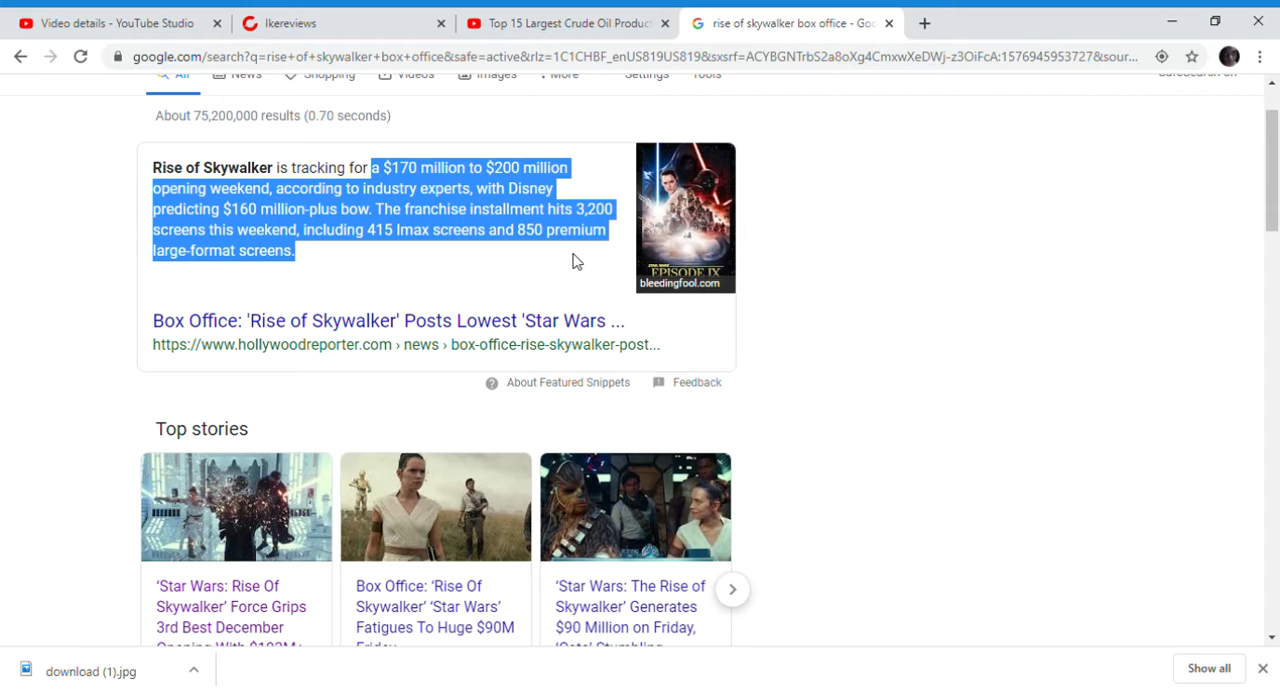 Video details - YouTube Studio
Ikereviews
Top 15 Largest Crude Oil Produc
rise of skywalker box office - Goo
google.com/search?q=rise+of+skywalker+box+office&safe=active&rlz=1C1CHBF_enUS819US819&sxsrf=ACYBGNTrbS2a8oXg4CmxwXeDWj-z3OiFcA:1576945953727&sour...
All
News
Shopping
Videos
Images
More
Settings
Tools
SafeSearch on
About 75,200,000 results (0.70 seconds)
Rise of Skywalker is tracking for a $170 million to $200 million
opening weekend, according to industry experts, with Disney
predicting $160 million-plus bow. The franchise installment hits 3,200
screens this weekend, including 415 Imax screens and 850 premium
large-format screens.
STAR WARS
EPISODE IX
bleedingfool.com
Box Office: 'Rise of Skywalker' Posts Lowest 'Star Wars ...
https://www.hollywoodreporter.com › news › box-office-rise-skywalker-post...
About Featured Snippets
Feedback
Top stories
‘Star Wars: Rise Of
Skywalker’ Force Grips
3rd Best December
Box Office: ‘Rise Of
Skywalker’ ‘Star Wars’
Fatigues To Huge $90M
Friday
‘Star Wars: The Rise of
Skywalker’ Generates
$90 Million on Friday,
download (1).jpg
Show all